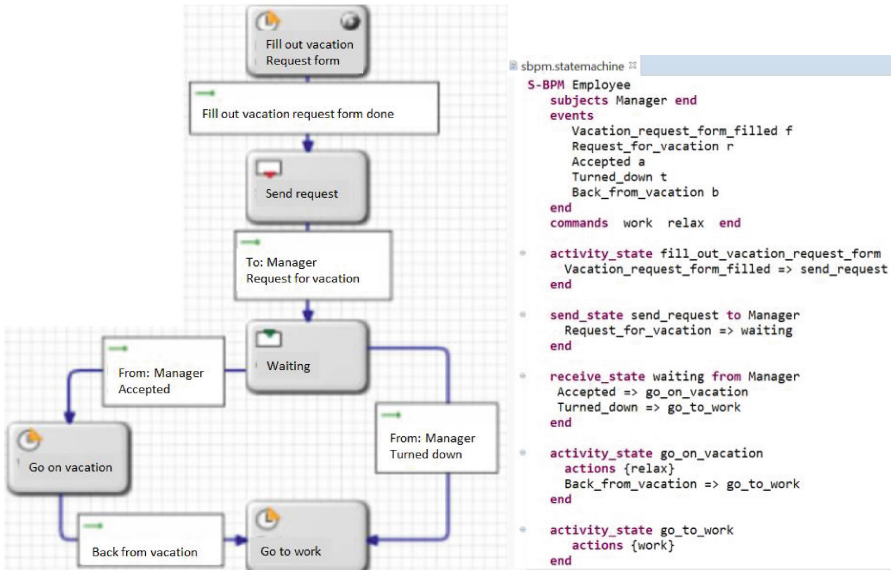 Fill out vacation
Request form
Fill out vacation request form done
Send request
To: Manager
Request for vacation
Waiting
From: Manager
Accepted
From: Manager
Turned down
Go on vacation
Back from vacation
Go to work
sbpm.statemachine
S-BPM Employee
subjects Manager end
events
Vacation_request_form_filled f
Request_for_vacation r
Accepted a
Turned_down t
Back_from_vacation b
end
commands work relax end
activity_state fill_out_vacation_request_form
Vacation_request_form_filled => send_request
end
send_state send_request to Manager
Request_for_vacation => waiting
end
receive_state waiting from Manager
Accepted => go_on_vacation
Turned_down => go_to_work
end
activity_state go_on_vacation
actions {relax}
Back_from_vacation => go_to_work
end
activity_state go_to_work
actions {work}
end